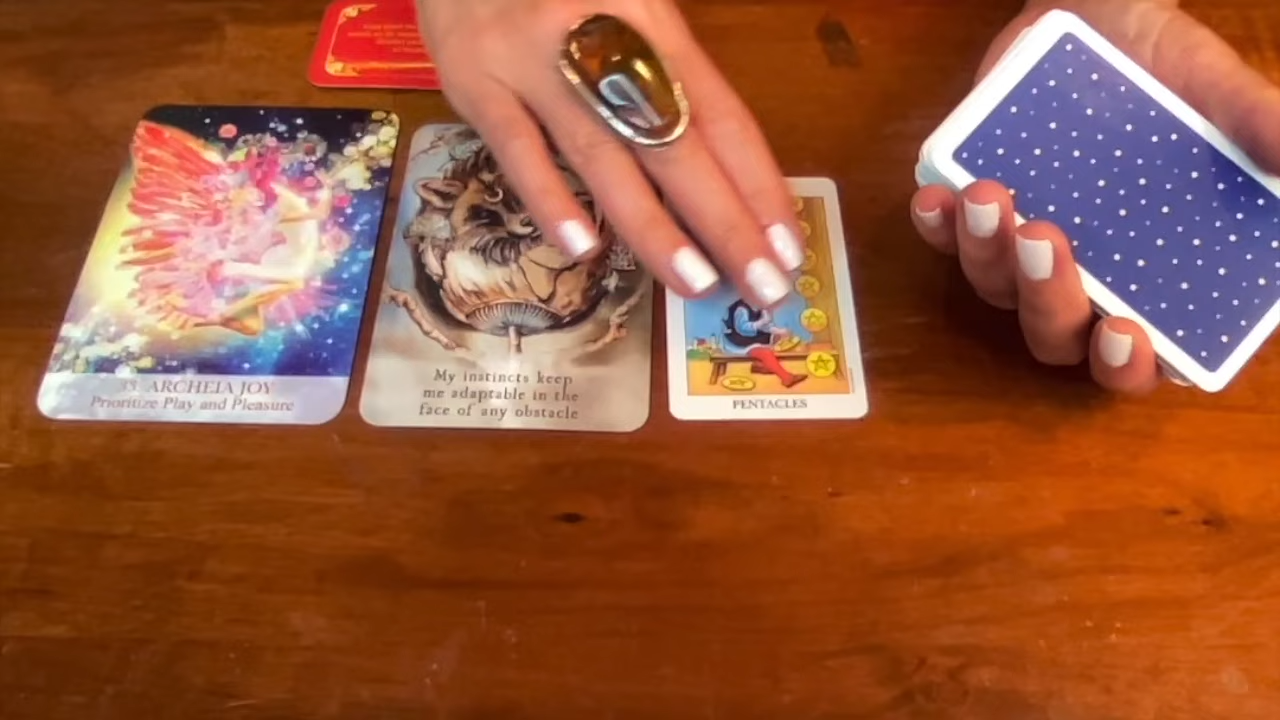 33 ARCHEIA JOY
Prioritize Play and Pleasure
My instincts keep
me adaptable in the
face of any obstacle
PENTACLES